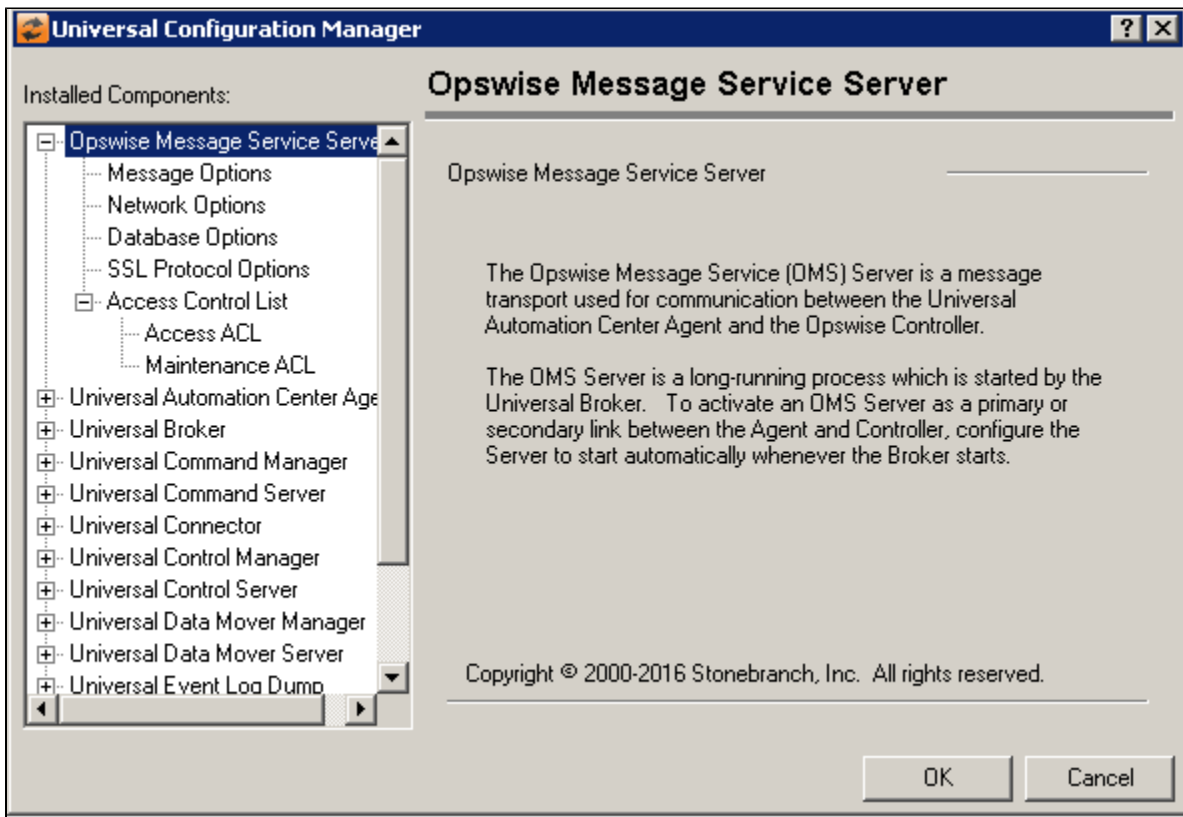 Universal Configuration Manager
Installed Components:
Opswise Message Service Serve
Message Options
Network Options
Database Options
SSL Protocol Options
Access Control List
Access ACL
Maintenance ACL
Universal Automation Center Age
Universal Broker
Universal Command Manager
Universal Command Server
Universal Connector
Universal Control Manager
Universal Control Server
Universal Data Mover Manager
Universal Data Mover Server
Universal Event Log Dump
Opswise Message Service Server
Opswise Message Service Server
The Opswise Message Service (OMS) Server is a message
transport used for communication between the Universal
Automation Center Agent and the Opswise Controller.
The OMS Server is a long-running process which is started by the
Universal Broker.   To activate an OMS Server as a primary or
secondary link between the Agent and Controller, configure the
Server to start automatically whenever the Broker starts.
Copyright © 2000-2016 Stonebranch, Inc.  All rights reserved.
OK
Cancel